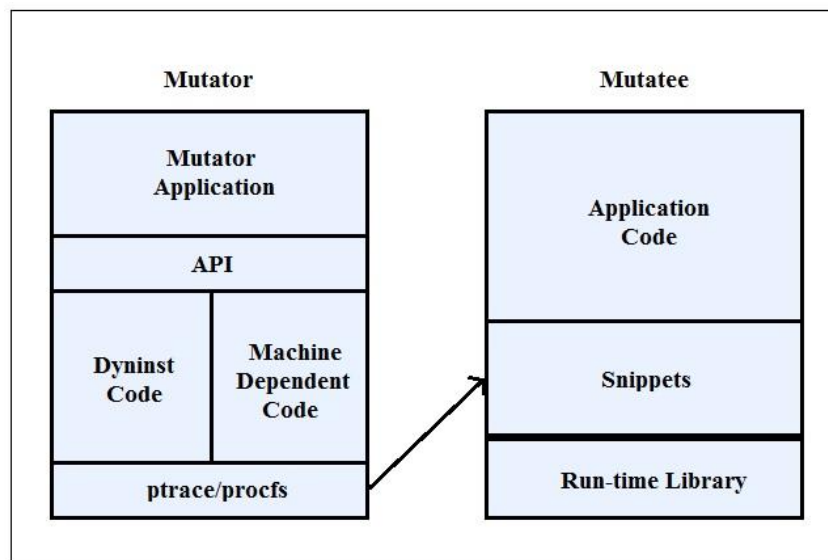 Mutator
Mutator
Application
API
Dyninst
Code
Machine
Dependent
Code
ptrace/procfs
Mutatee
Application
Code
Snippets
Run-time Library